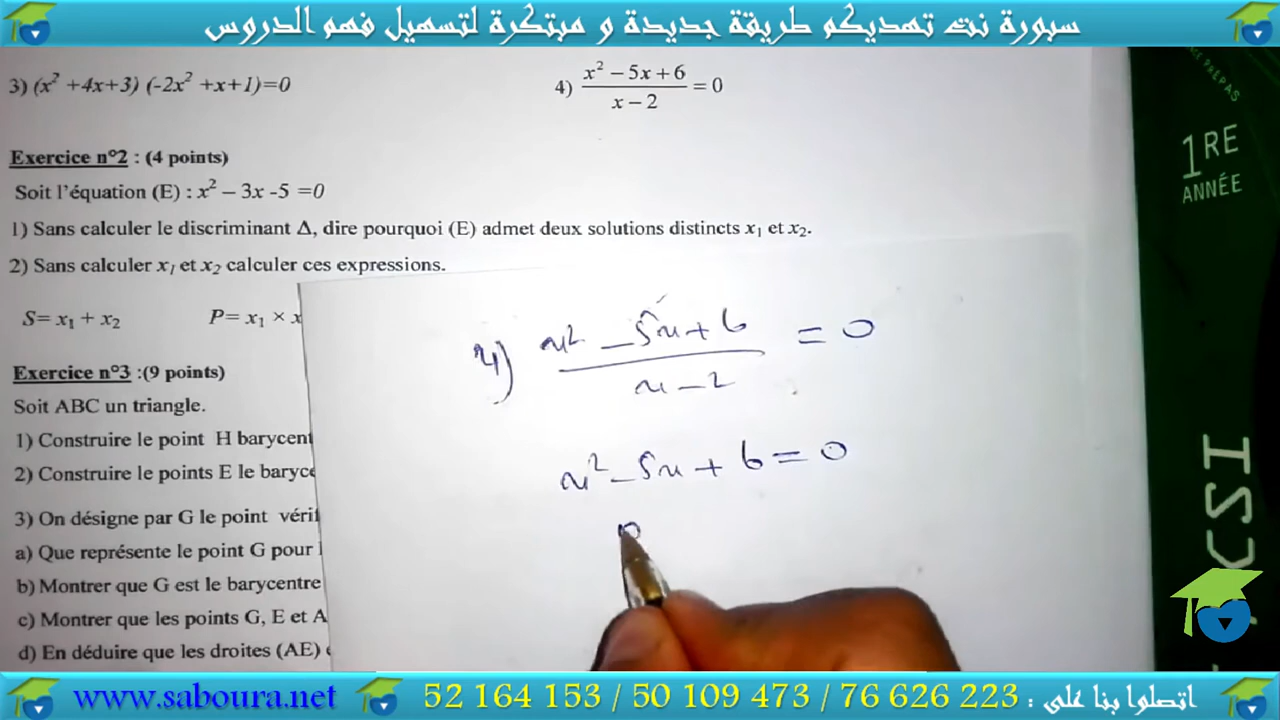 سبورة نت تهديكم طريقة جديدة و مبتكرة لتسهيل فهم الدروس
3) (x² +4x+3) (-2x² +x+1)=0
4) (x² − 5x + 6)/(x − 2) = 0
Exercice n°2 : (4 points)
Soit l'équation (E) : x² – 3x -5 =0
1) Sans calculer le discriminant Δ, dire pourquoi (E) admet deux solutions distincts x₁ et x₂.
2) Sans calculer x₁ et x₂ calculer ces expressions.
S= x₁ + x₂ P= x₁ × x
Exercice n°3 :(9 points)
Soit ABC un triangle.
1) Construire le point H barycent
2) Construire les points E le baryce
3) On désigne par G le point vérif
a) Que représente le point G pour
b) Montrer que G est le barycentre
c) Montrer que les points G, E et A
d) En déduire que les droites (AE)
4) (x² − 5x + 6)/(x − 2) = 0
x² − 5x + 6 = 0
PRÉPAS
1RE
ANNÉE
www.saboura.net
52 164 153 / 50 109 473 / 76 626 223 : اتصلوا بنا على